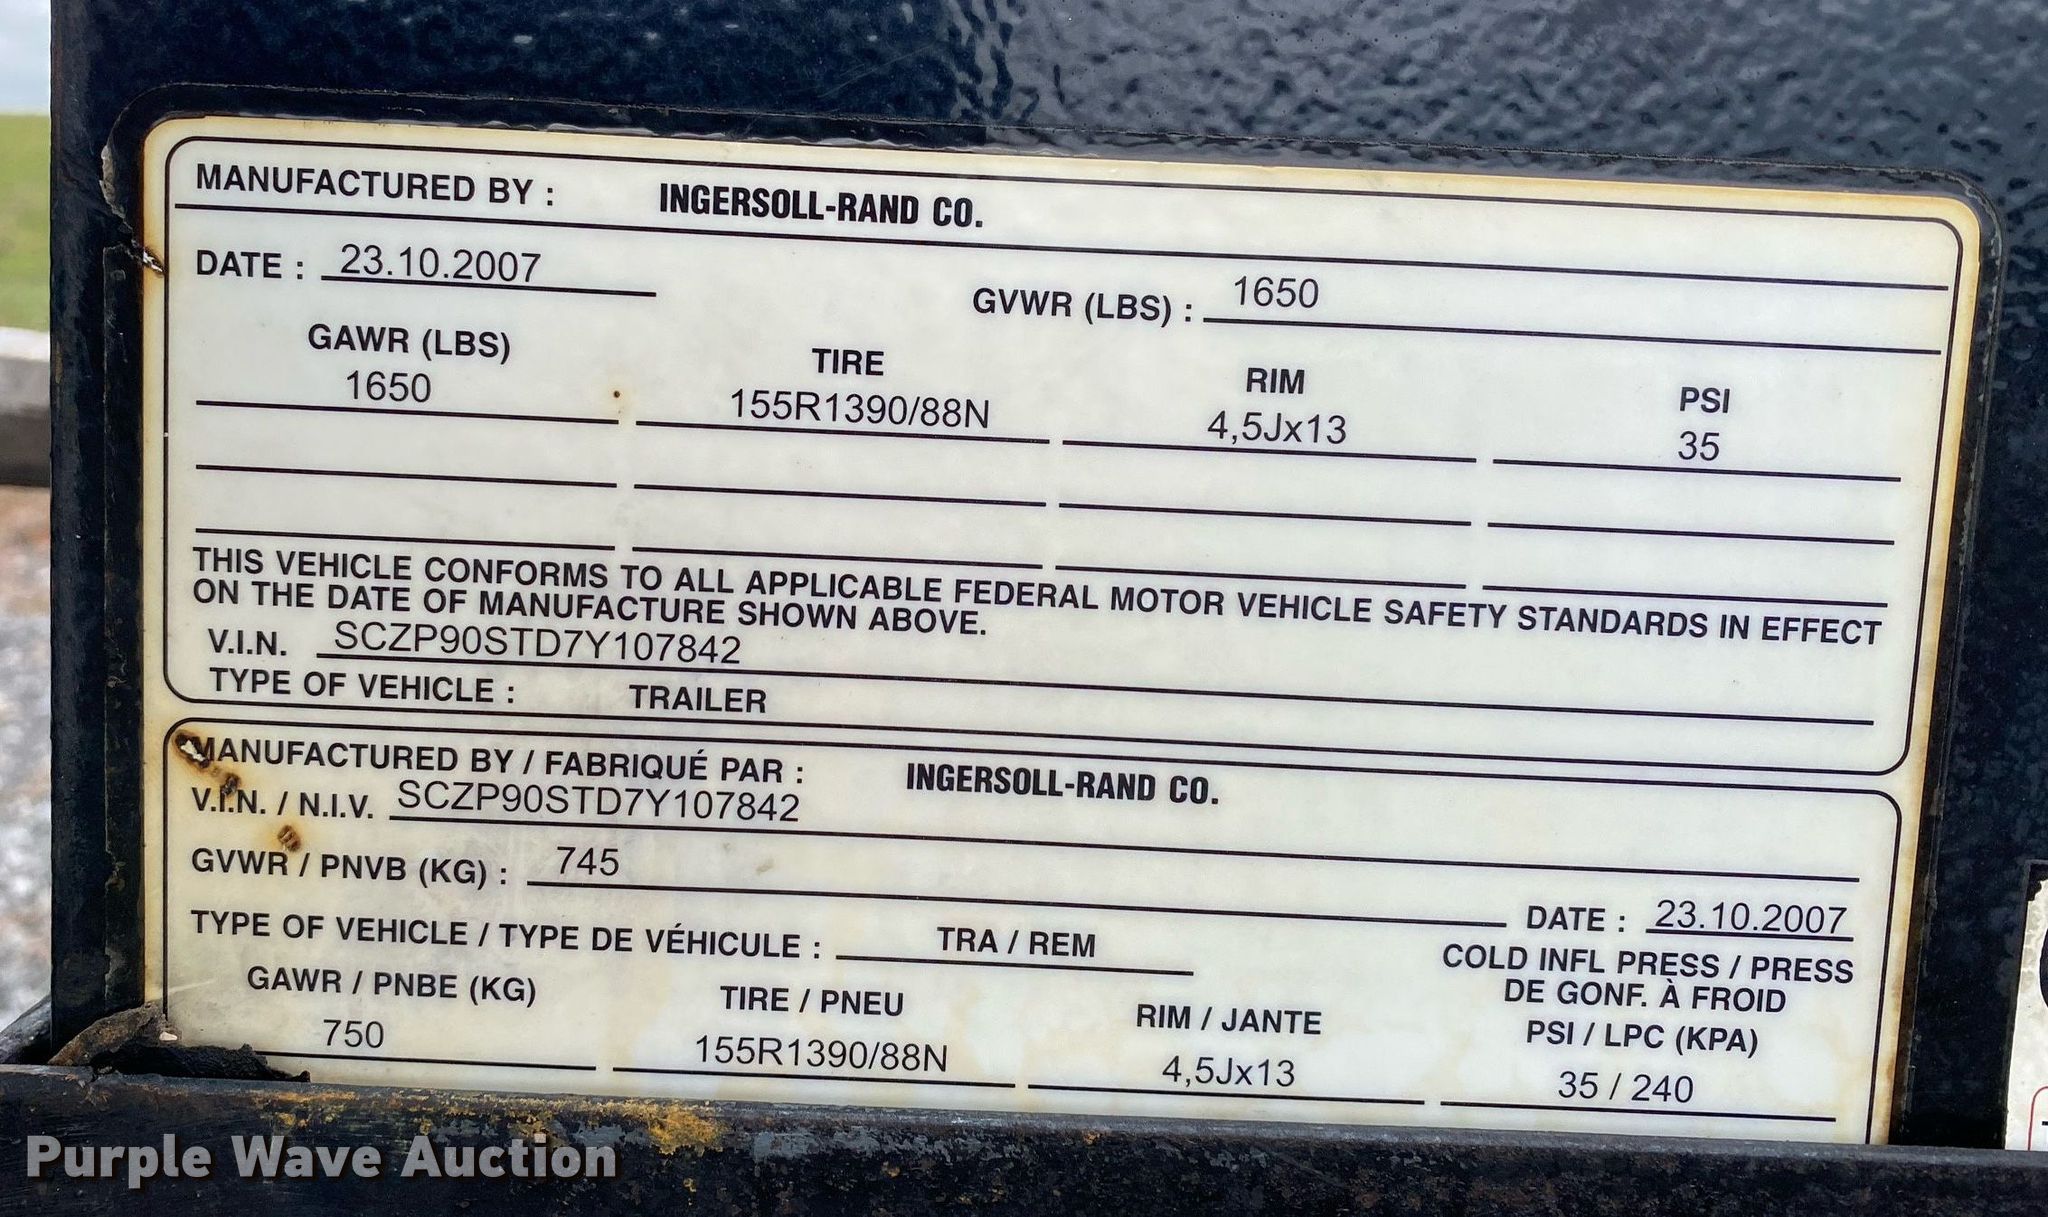 MANUFACTURED BY : INGERSOLL-RAND CO.
DATE : 23.10.2007 GVWR (LBS) : 1650
GAWR (LBS) TIRE RIM PSI
1650 155R1390/88N 4,5Jx13 35
THIS VEHICLE CONFORMS TO ALL APPLICABLE FEDERAL MOTOR VEHICLE SAFETY STANDARDS IN EFFECT
ON THE DATE OF MANUFACTURE SHOWN ABOVE.
V.I.N. SCZP90STD7Y107842
TYPE OF VEHICLE : TRAILER
MANUFACTURED BY / FABRIQUÉ PAR : INGERSOLL-RAND CO.
V.I.N. / N.I.V. SCZP90STD7Y107842
GVWR / PNVB (KG) : 745 DATE : 23.10.2007
TYPE OF VEHICLE / TYPE DE VÉHICULE : TRA / REM
COLD INFL PRESS / PRESS
DE GONF. À FROID
GAWR / PNBE (KG) TIRE / PNEU RIM / JANTE PSI / LPC (KPA)
750 155R1390/88N 4,5Jx13 35 / 240
Purple Wave Auction